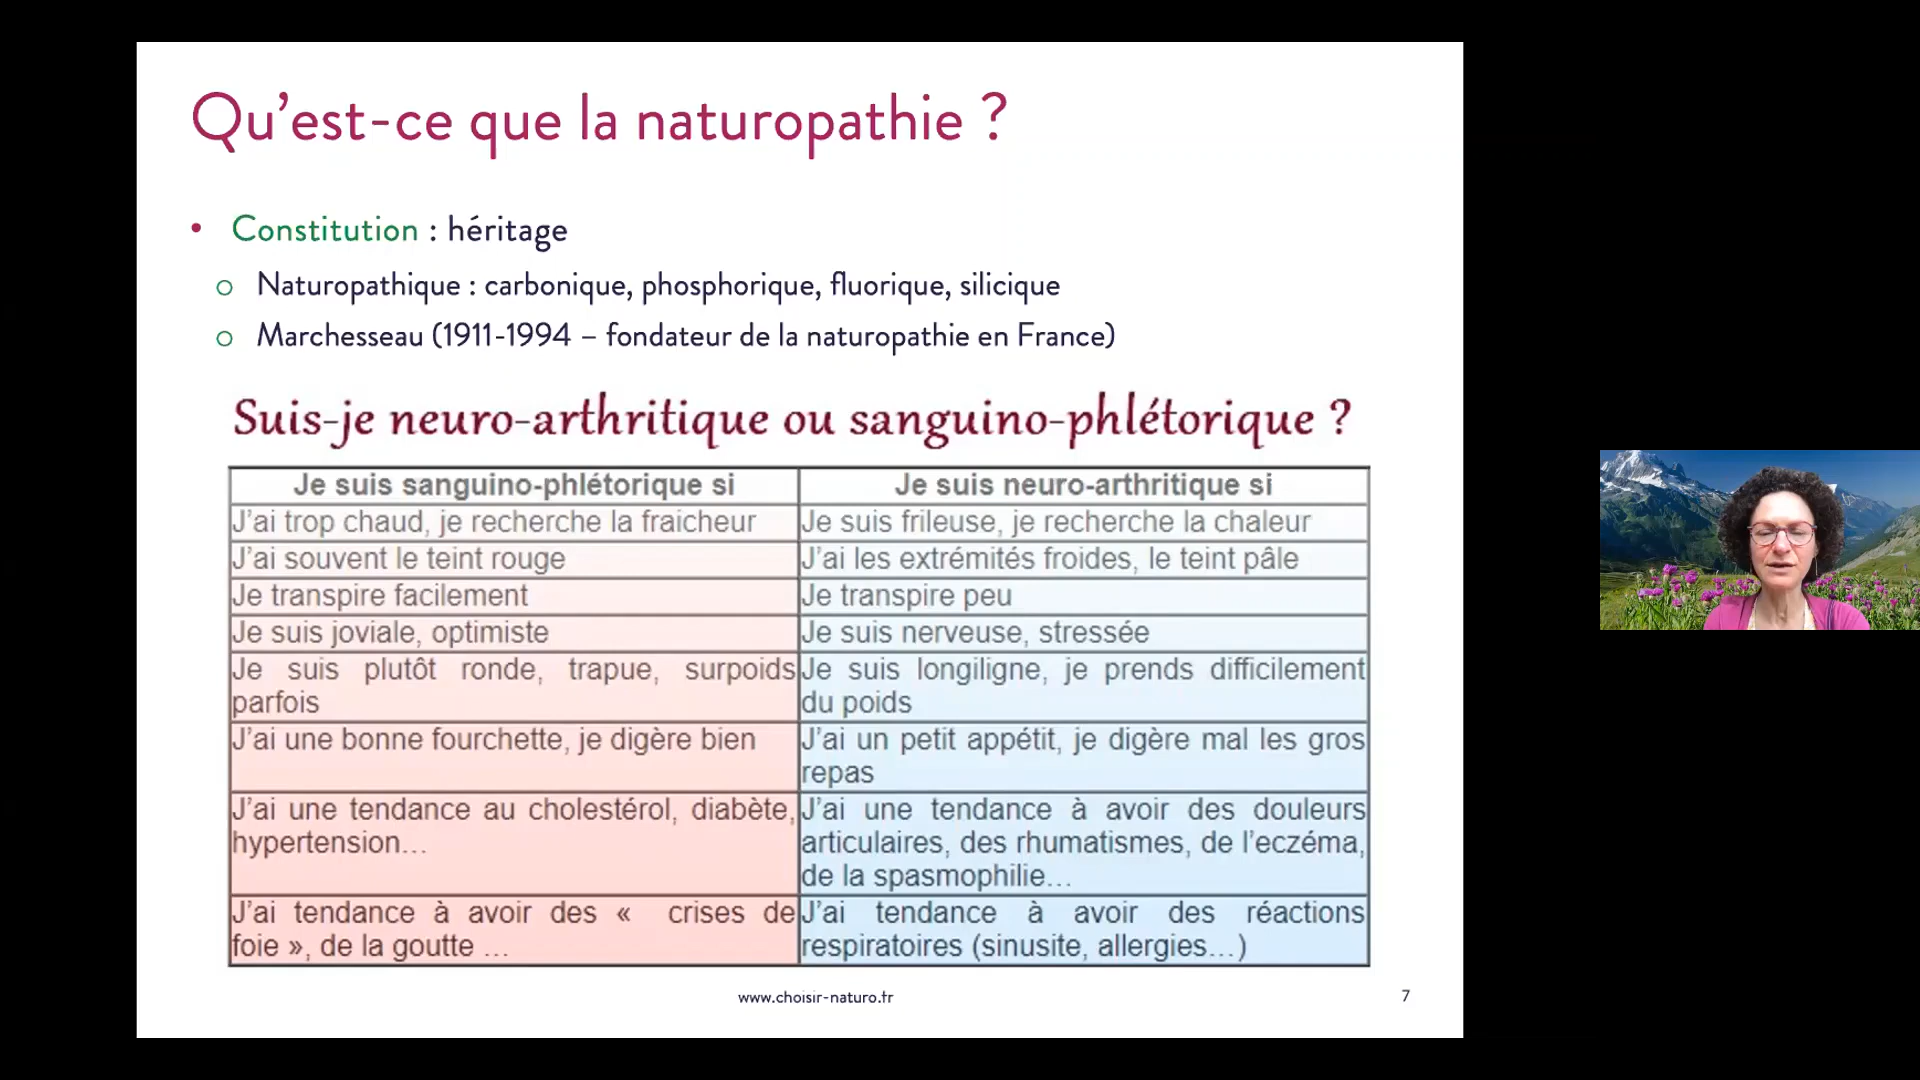 Qu’est-ce que la naturopathie ?
• Constitution : héritage
o Naturopathique : carbonique, phosphorique, fluorique, silicique
o Marchesseau (1911-1994 – fondateur de la naturopathie en France)
Suis-je neuro-arthritique ou sanguino-phlétorique ?
Je suis sanguino-phlétorique si
Je suis neuro-arthritique si
J’ai trop chaud, je recherche la fraicheur
Je suis frileuse, je recherche la chaleur
J’ai souvent le teint rouge
J’ai les extrémités froides, le teint pâle
Je transpire facilement
Je transpire peu
Je suis joviale, optimiste
Je suis nerveuse, stressée
Je suis plutôt ronde, trapue, surpoids
parfois
Je suis longiligne, je prends difficilement
du poids
J’ai une bonne fourchette, je digère bien
J’ai un petit appétit, je digère mal les gros
repas
J’ai une tendance au cholestérol, diabète,
hypertension…
J’ai une tendance à avoir des douleurs
articulaires, des rhumatismes, de l’eczéma,
de la spasmophilie…
J’ai tendance à avoir des « crises de
foie », de la goutte …
J’ai tendance à avoir des réactions
respiratoires (sinusite, allergies…)
www.choisir-naturo.fr
7